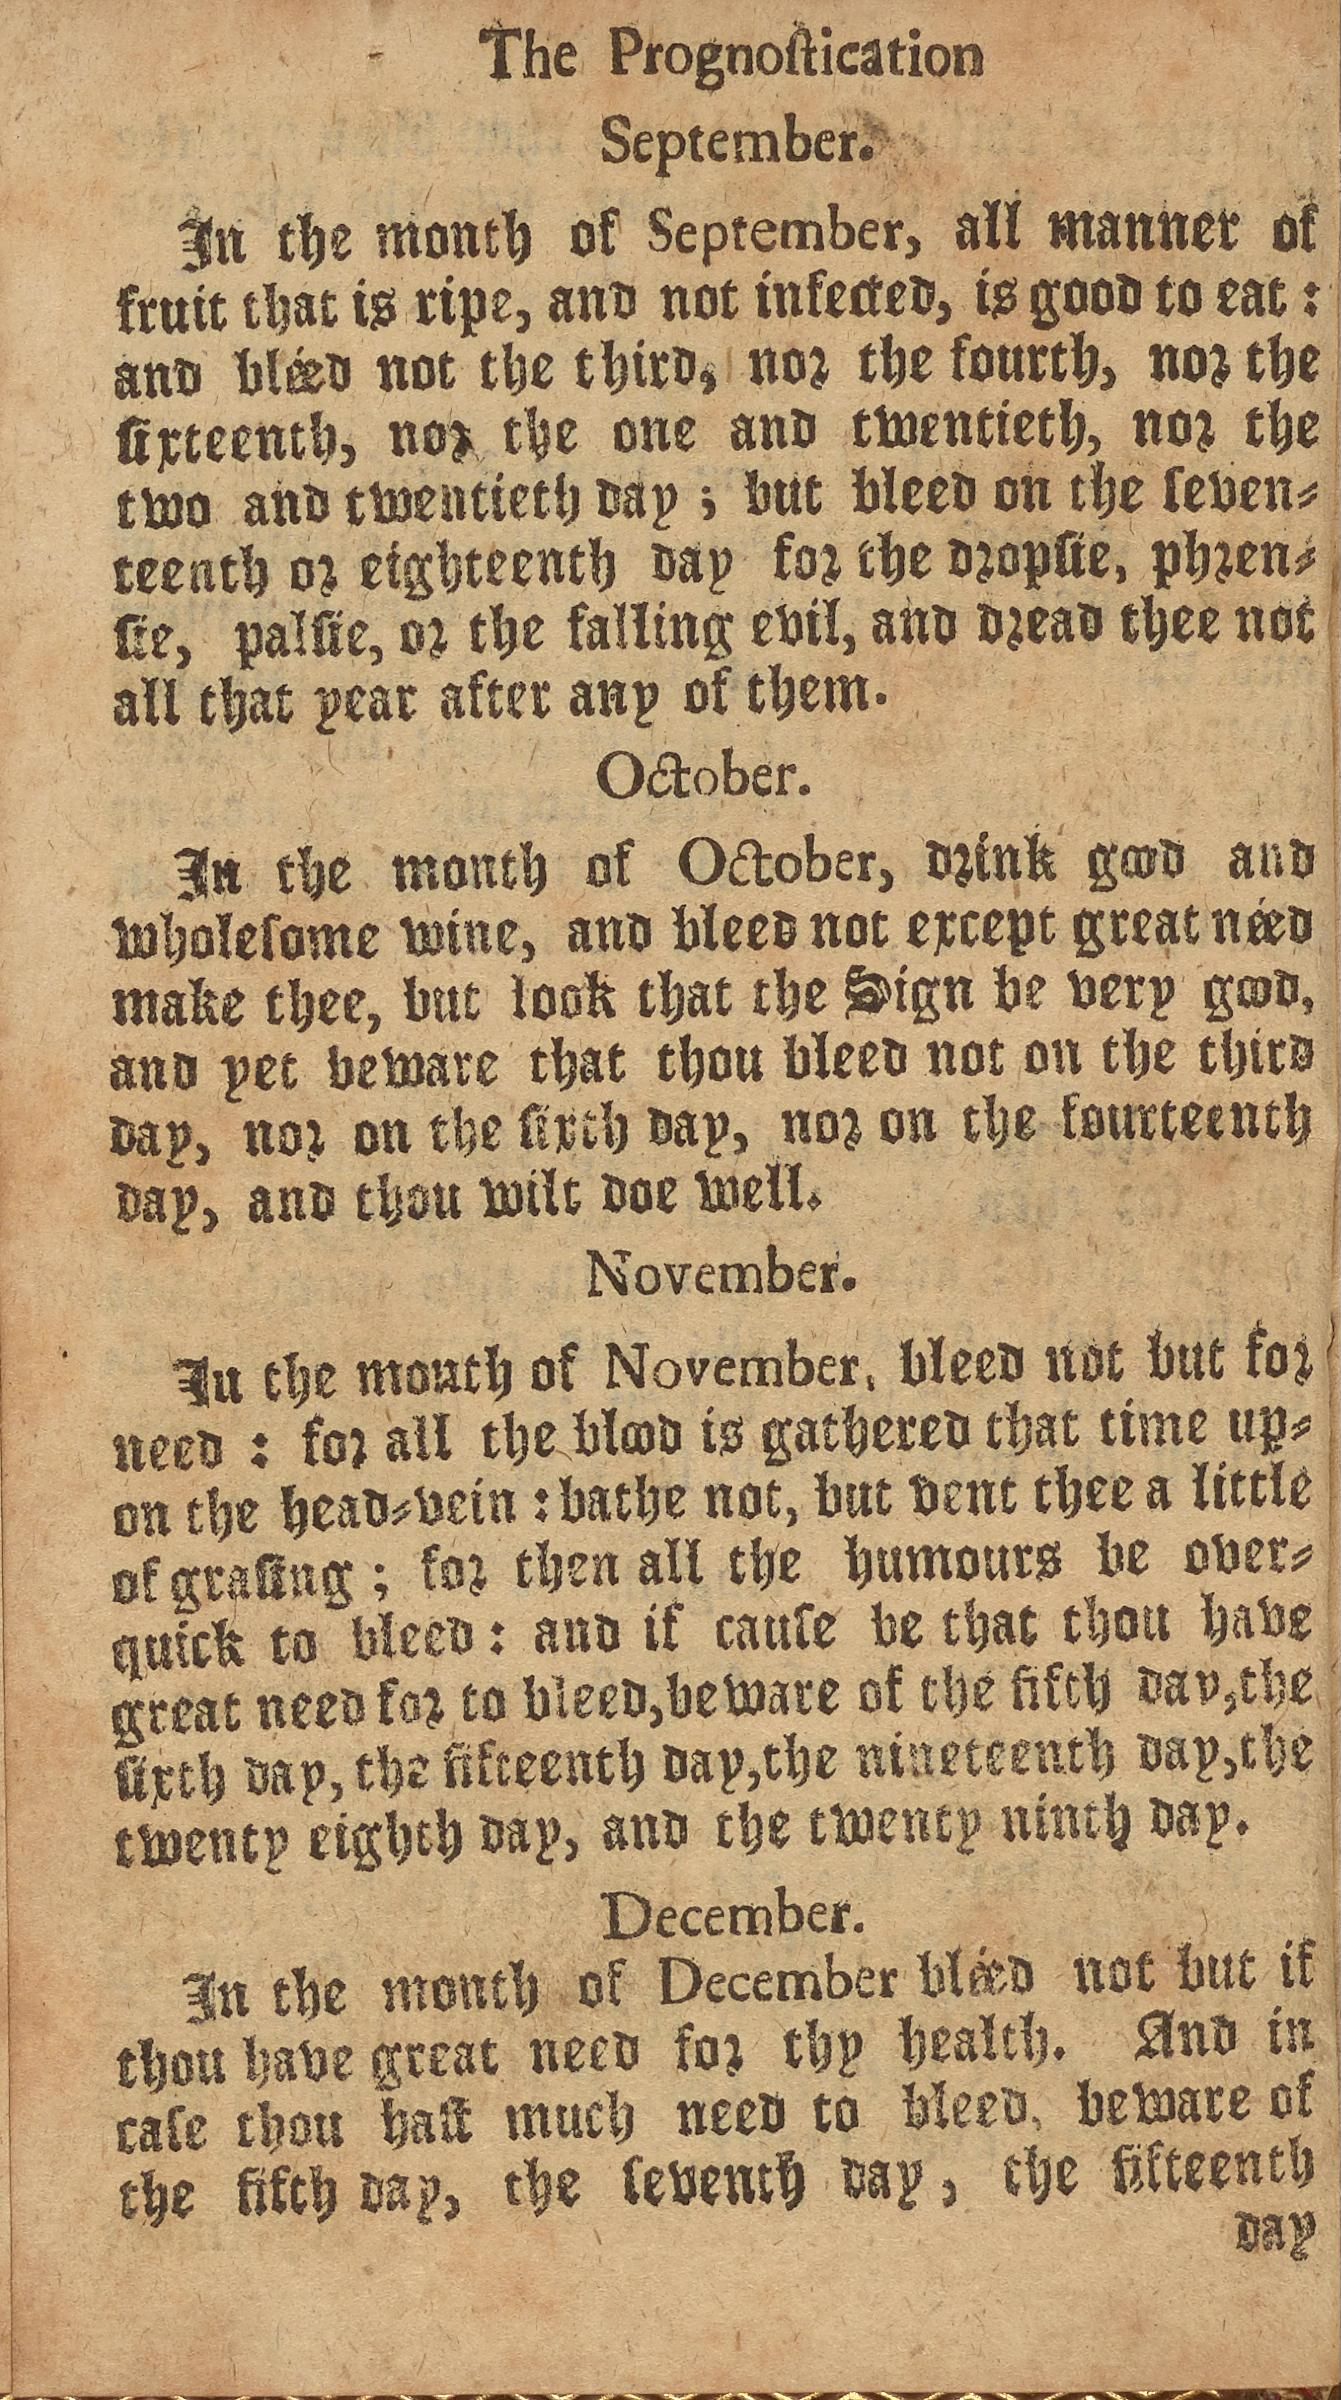 The Prognoſtication
September.
In the month of September, all manner of
fruit that is ripe, and not infected, is good to eat :
and bléed not the third, nor the fourth, nor the
ſixteenth, nor the one and twentieth, nor the
two and twentieth day ; but bleed on the ſeven-
teenth or eighteenth day for the dropſie, phren-
ſie, palſie, or the falling evil, and dread thee not
all that year after any of them.
October.
In the month of October, drink good and
wholeſome wine, and bleed not except great néed
make thee, but look that the Sign be very good,
and yet beware that thou bleed not on the third
day, nor on the ſixth day, nor on the fourteenth
day, and thou wilt doe well.
November.
In the month of November, bleed not but for
need : for all the blood is gathered that time up-
on the head-vein : bathe not, but vent thee a little
of graſing ; for then all the humours be over-
quick to bleed : and if cauſe be that thou have
great need for to bleed, beware of the fifth day, the
ſixth day, the fifteenth day, the nineteenth day, the
twenty eighth day, and the twenty ninth day.
December.
In the month of December bléed not but if
thou have great need for thy health. And in
caſe thou haſt much need to bleed, beware of
the fifth day, the ſeventh day, the fifteenth
day